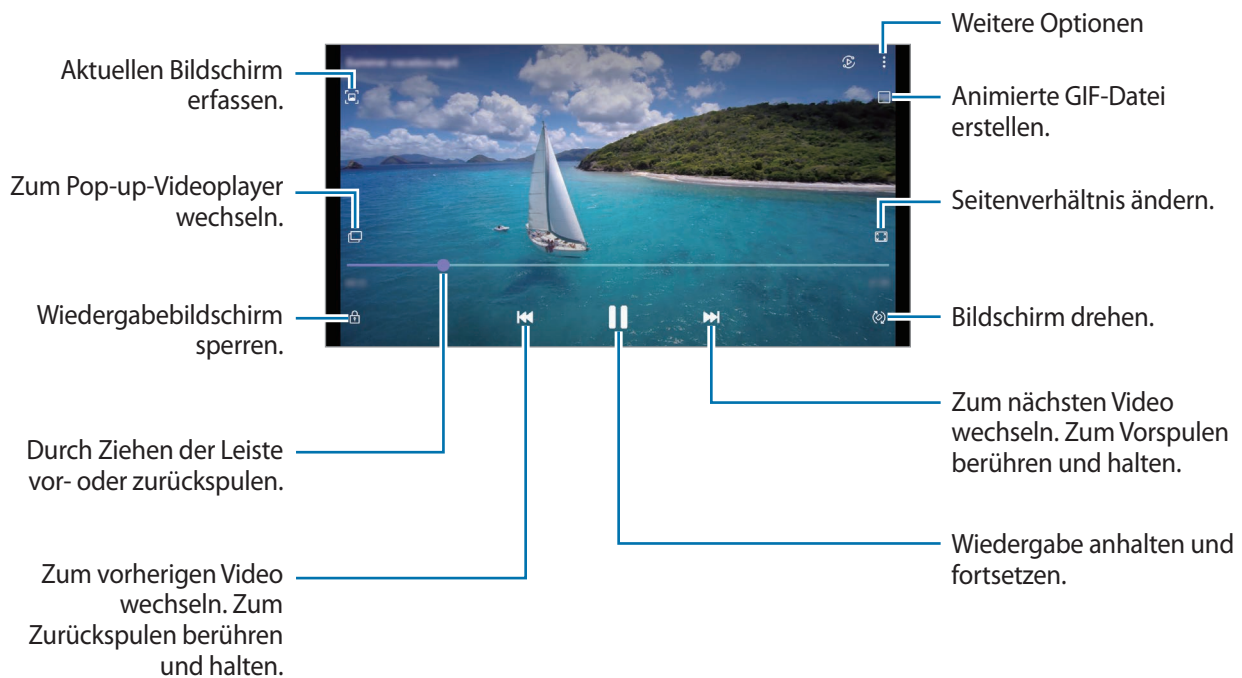 Weitere Optionen
Aktuellen Bildschirm
erfassen.
Animierte GIF-Datei
erstellen.
Zum Pop-up-Videoplayer
wechseln.
Seitenverhältnis ändern.
Wiedergabebildschirm
sperren.
Bildschirm drehen.
Durch Ziehen der Leiste
vor- oder zurückspulen.
Zum nächsten Video
wechseln. Zum Vorspulen
berühren und halten.
Zum vorherigen Video
wechseln. Zum
Zurückspulen berühren
und halten.
Wiedergabe anhalten und
fortsetzen.